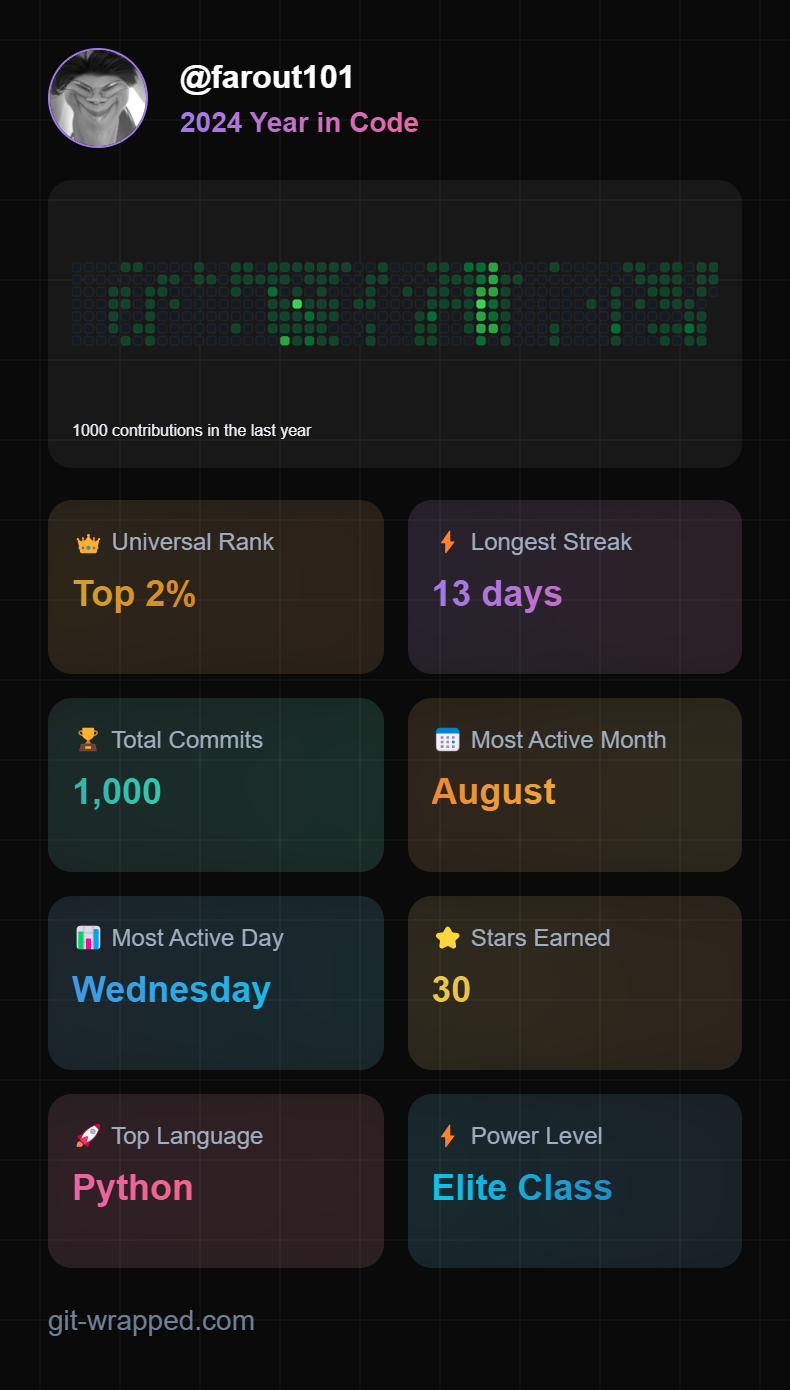 @farout101
2024 Year in Code
1000 contributions in the last year
Universal Rank
Top 2%
Longest Streak
13 days
Total Commits
1,000
Most Active Month
August
Most Active Day
Wednesday
Stars Earned
30
Top Language
Python
Power Level
Elite Class
git-wrapped.com